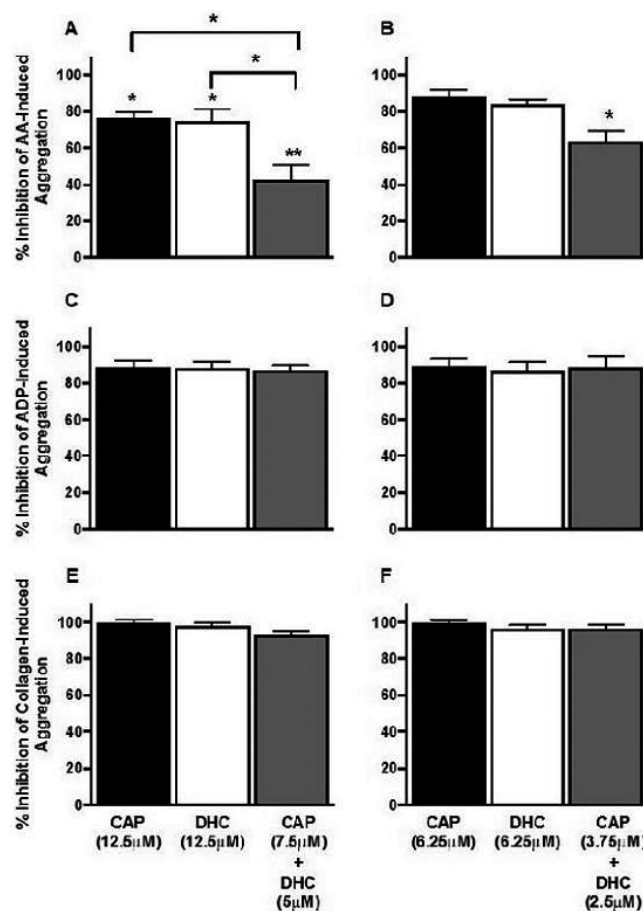 A
B
*
*
% Inhibition of AA-Induced
Aggregation
100
80
60
40
20
0
*
*
**
100
80
60
40
20
0
*
C
D
% Inhibition of ADP-Induced
Aggregation
100
80
60
40
20
0
100
80
60
40
20
0
E
F
% Inhibition of Collagen-Induced
Aggregation
100
80
60
40
20
0
100
80
60
40
20
0
CAP
(12.5µM)
DHC
(12.5µM)
CAP
(7.5µM)
+
DHC
(5µM)
CAP
(6.25µM)
DHC
(6.25µM)
CAP
(3.75µM)
+
DHC
(2.5µM)